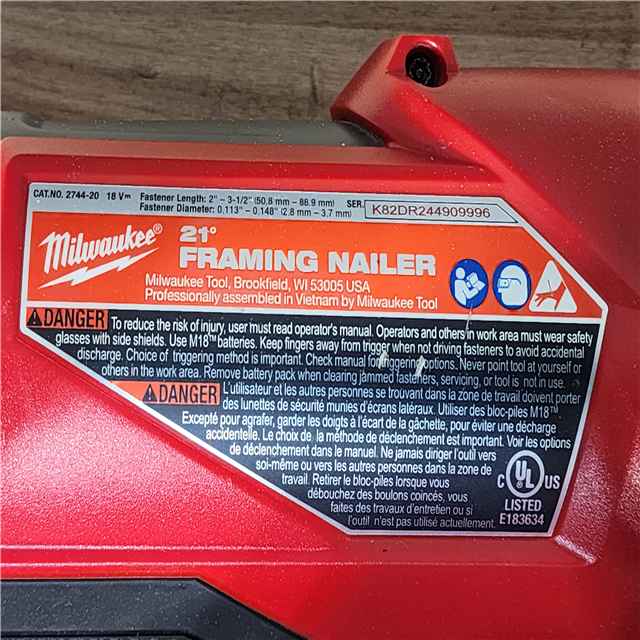 CAT.NO. 2744-20 18 V⎓ Fastener Length: 2" – 3-1/2" (50,8 mm – 88.9 mm) SER.
Fastener Diameter: 0.113" – 0.148" (2.8 mm – 3.7 mm)
K82DR244909996
Milwaukee®
21°
FRAMING NAILER
Milwaukee Tool, Brookfield, WI 53005 USA
Professionally assembled in Vietnam by Milwaukee Tool
DANGER To reduce the risk of injury, user must read operator's manual. Operators and others in work area must wear safety
glasses with side shields. Use M18™ batteries. Keep fingers away from trigger when not driving fasteners to avoid accidental
discharge. Choice of triggering method is important. Check manual for triggering options. Never point tool at yourself or
others in the work area. Remove battery pack when clearing jammed fasteners, servicing, or tool is not in use.
DANGER L'utilisateur et les autres personnes se trouvant dans la zone de travail doivent porter
des lunettes de sécurité munies d'écrans latéraux. Utiliser des bloc-piles M18™.
Excepté pour agrafer, garder les doigts à l'écart de la gâchette, pour éviter une décharge
accidentelle. Le choix de la méthode de déclenchement est important. Voir les options
de déclenchement dans le manuel. Ne jamais diriger l'outil vers
soi-même ou vers les autres personnes dans la zone de
travail. Retirer le bloc-piles lorsque vous
débouchez des boulons coincés, vous
faites des travaux d'entretien ou si
l'outil n'est pas utilisé actuellement.
C UL® US
LISTED
E183634